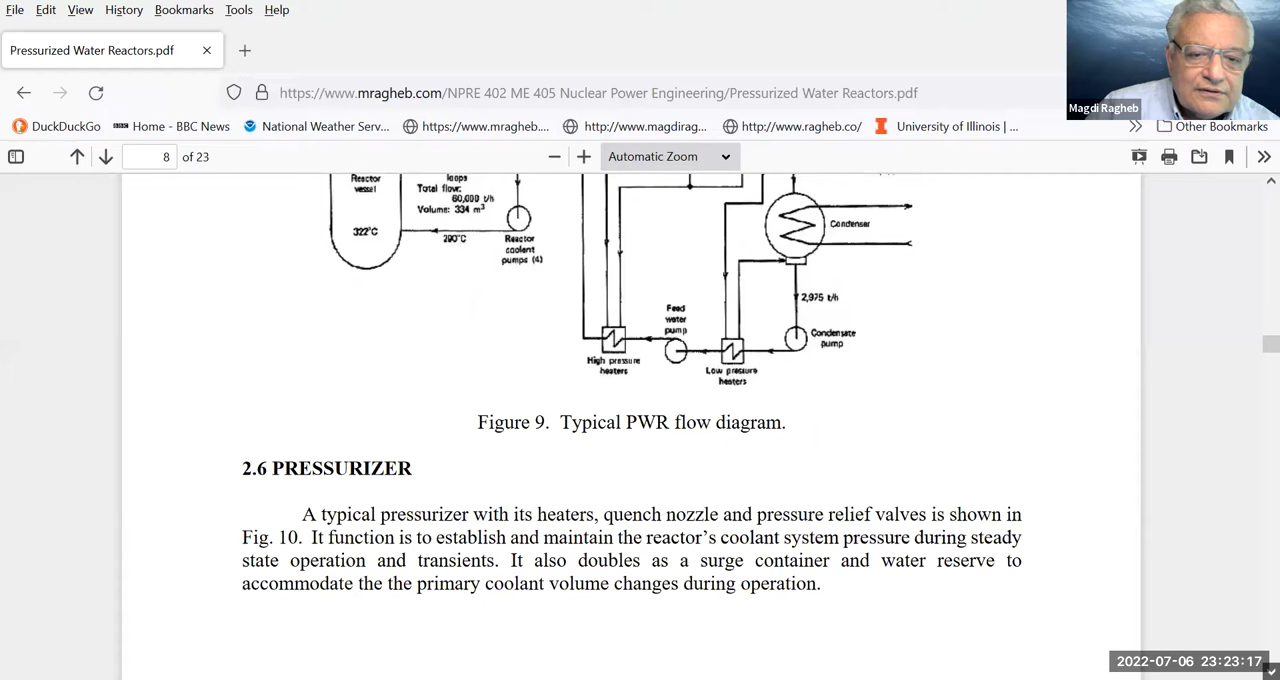 File Edit View History Bookmarks Tools Help
Pressurized Water Reactors.pdf
https://www.mragheb.com/NPRE 402 ME 405 Nuclear Power Engineering/Pressurized Water Reactors.pdf
DuckDuckGo BBC Home - BBC News National Weather Serv... https://www.mragheb.... http://www.magdirag... http://www.ragheb.co/ University of Illinois |... Other Bookmarks
8 of 23 Automatic Zoom
Magdi Ragheb
Reactor
vessel
322°C
loops
Total flow:
60,000 t/h
Volume: 334 m³
290°C
Reactor
coolant
pumps (4)
Condenser
2,975 t/h
Feed
water
pump
Condensate
pump
High pressure
heaters
Low pressure
heaters
Figure 9. Typical PWR flow diagram.
2.6 PRESSURIZER
A typical pressurizer with its heaters, quench nozzle and pressure relief valves is shown in
Fig. 10. It function is to establish and maintain the reactor's coolant system pressure during steady
state operation and transients. It also doubles as a surge container and water reserve to
accommodate the the primary coolant volume changes during operation.
2022-07-06 23:23:17